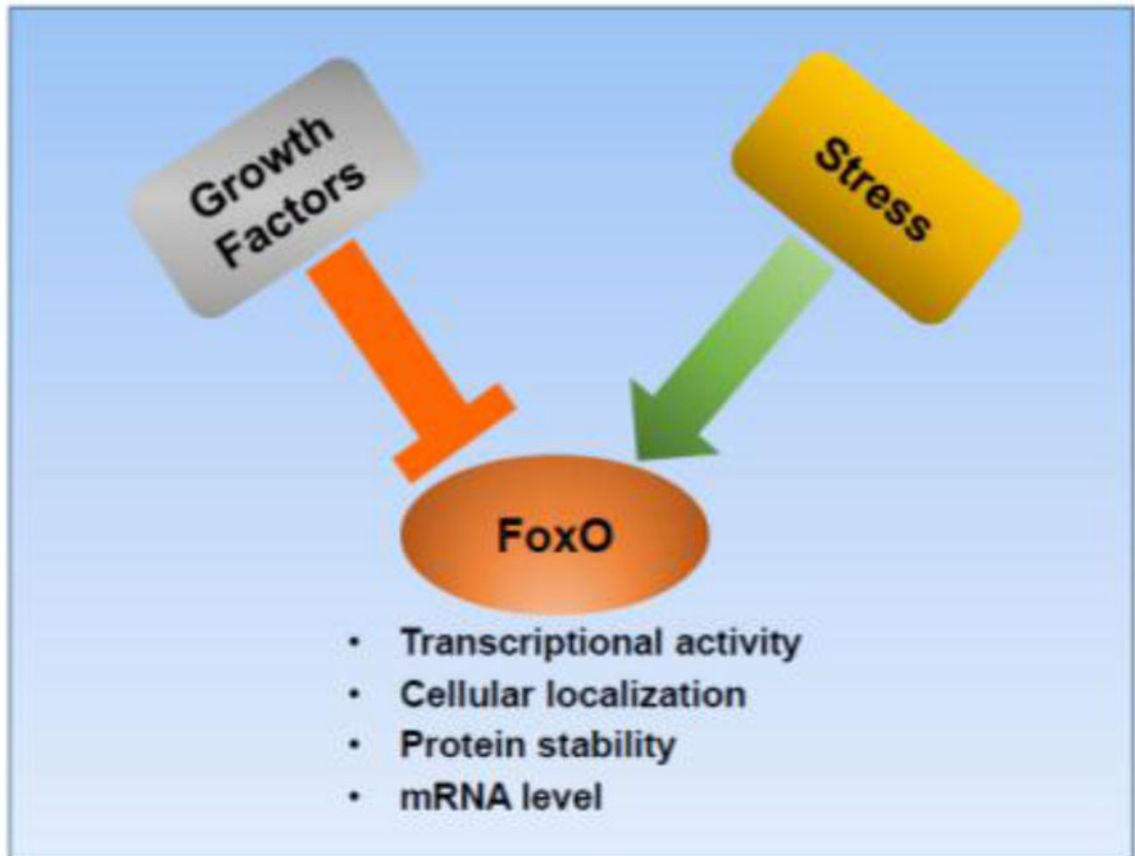 Growth
Factors
Stress
FoxO
• Transcriptional activity
• Cellular localization
• Protein stability
• mRNA level